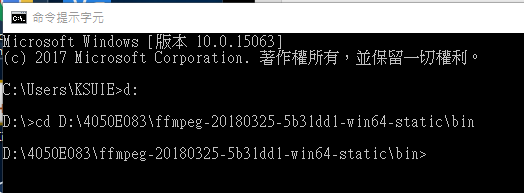 命令提示字元
Microsoft Windows [版本 10.0.15063]
(c) 2017 Microsoft Corporation. 著作權所有，並保留一切權利。
C:\Users\KSUIE>d:
D:\>cd D:\4050E083\ffmpeg-20180325-5b31dd1-win64-static\bin
D:\4050E083\ffmpeg-20180325-5b31dd1-win64-static\bin>